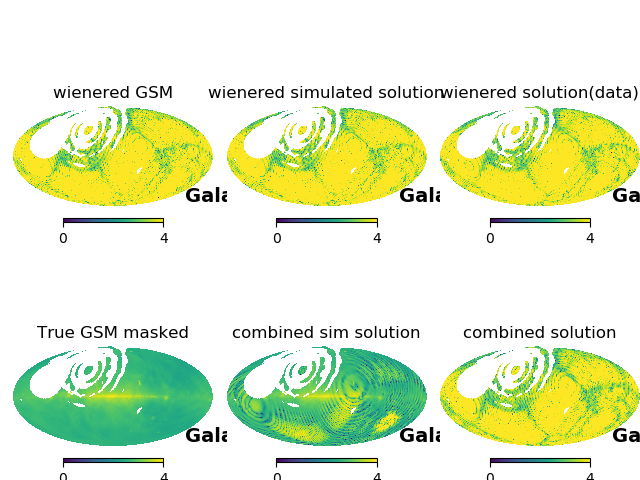 wienered GSM
wienered simulated solution
wienered solution(data)
Gala
Gala
Ga
0 4
0 4
0 4
True GSM masked
combined sim solution
combined solution
Gala
Gala
Ga
0 4
0 4
0 4